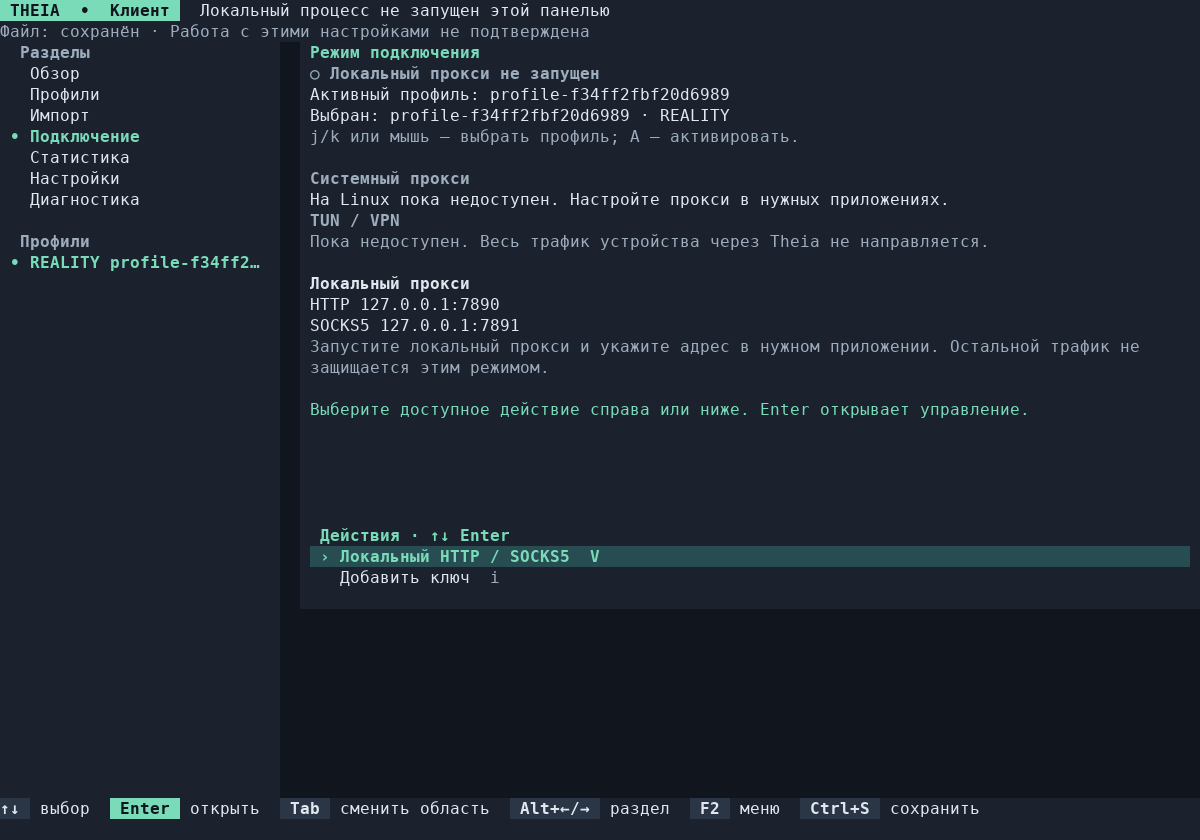 THEIA • Клиент Локальный процесс не запущен этой панелью
Файл: сохранён · Работа с этими настройками не подтверждена
Разделы
Обзор
Профили
Импорт
• Подключение
Статистика
Настройки
Диагностика
Профили
• REALITY profile-f34ff2…
Режим подключения
○ Локальный прокси не запущен
Активный профиль: profile-f34ff2fbf20d6989
Выбран: profile-f34ff2fbf20d6989 · REALITY
j/k или мышь — выбрать профиль; A — активировать.
Системный прокси
На Linux пока недоступен. Настройте прокси в нужных приложениях.
TUN / VPN
Пока недоступен. Весь трафик устройства через Theia не направляется.
Локальный прокси
HTTP 127.0.0.1:7890
SOCKS5 127.0.0.1:7891
Запустите локальный прокси и укажите адрес в нужном приложении. Остальной трафик не
защищается этим режимом.
Выберите доступное действие справа или ниже. Enter открывает управление.
Действия · ↑↓ Enter
› Локальный HTTP / SOCKS5 V
Добавить ключ i
↑↓ выбор Enter открыть Tab сменить область Alt+←/→ раздел F2 меню Ctrl+S сохранить